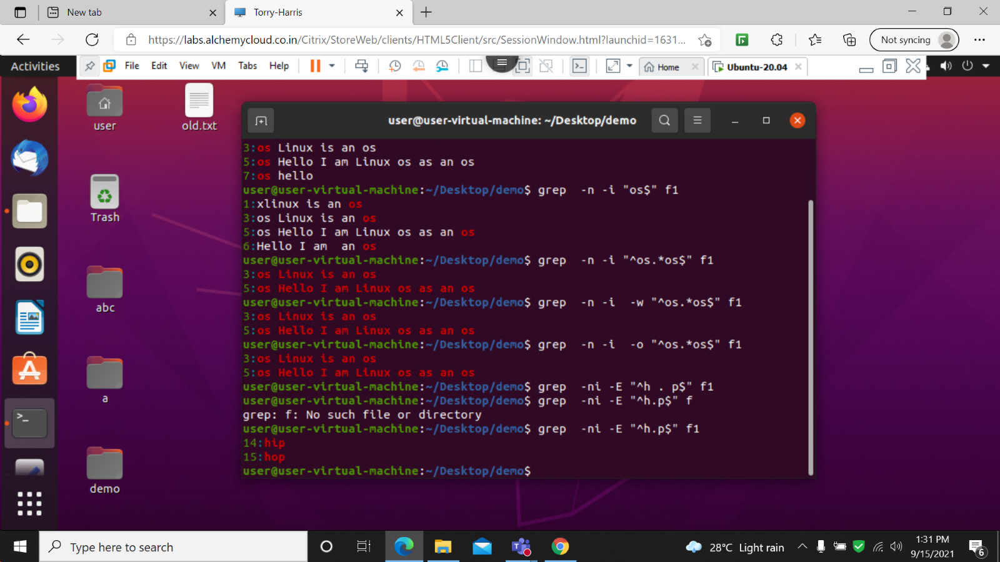 New tab
Torry-Harris
https://labs.alchemycloud.co.in/Citrix/StoreWeb/clients/HTML5Client/src/SessionWindow.html?launchid=1631...
Not syncing
Activities
File Edit View VM Tabs Help
Home
Ubuntu-20.04
user
old.txt
Trash
abc
a
demo
user@user-virtual-machine: ~/Desktop/demo
3:os Linux is an os
5:os Hello I am Linux os as an os
7:os hello
user@user-virtual-machine:~/Desktop/demo$ grep  -n -i "os$" f1
1:xlinux is an os
3:os Linux is an os
5:os Hello I am Linux os as an os
6:Hello I am  an os
user@user-virtual-machine:~/Desktop/demo$ grep  -n -i "^os.*os$" f1
3:os Linux is an os
5:os Hello I am Linux os as an os
user@user-virtual-machine:~/Desktop/demo$ grep  -n -i  -w "^os.*os$" f1
3:os Linux is an os
5:os Hello I am Linux os as an os
user@user-virtual-machine:~/Desktop/demo$ grep  -n -i  -o "^os.*os$" f1
3:os Linux is an os
5:os Hello I am Linux os as an os
user@user-virtual-machine:~/Desktop/demo$ grep  -ni -E "^h . p$" f1
user@user-virtual-machine:~/Desktop/demo$ grep  -ni -E "^h.p$" f
grep: f: No such file or directory
user@user-virtual-machine:~/Desktop/demo$ grep  -ni -E "^h.p$" f1
14:hip
15:hop
user@user-virtual-machine:~/Desktop/demo$
Type here to search
28°C Light rain
1:31 PM
9/15/2021
6